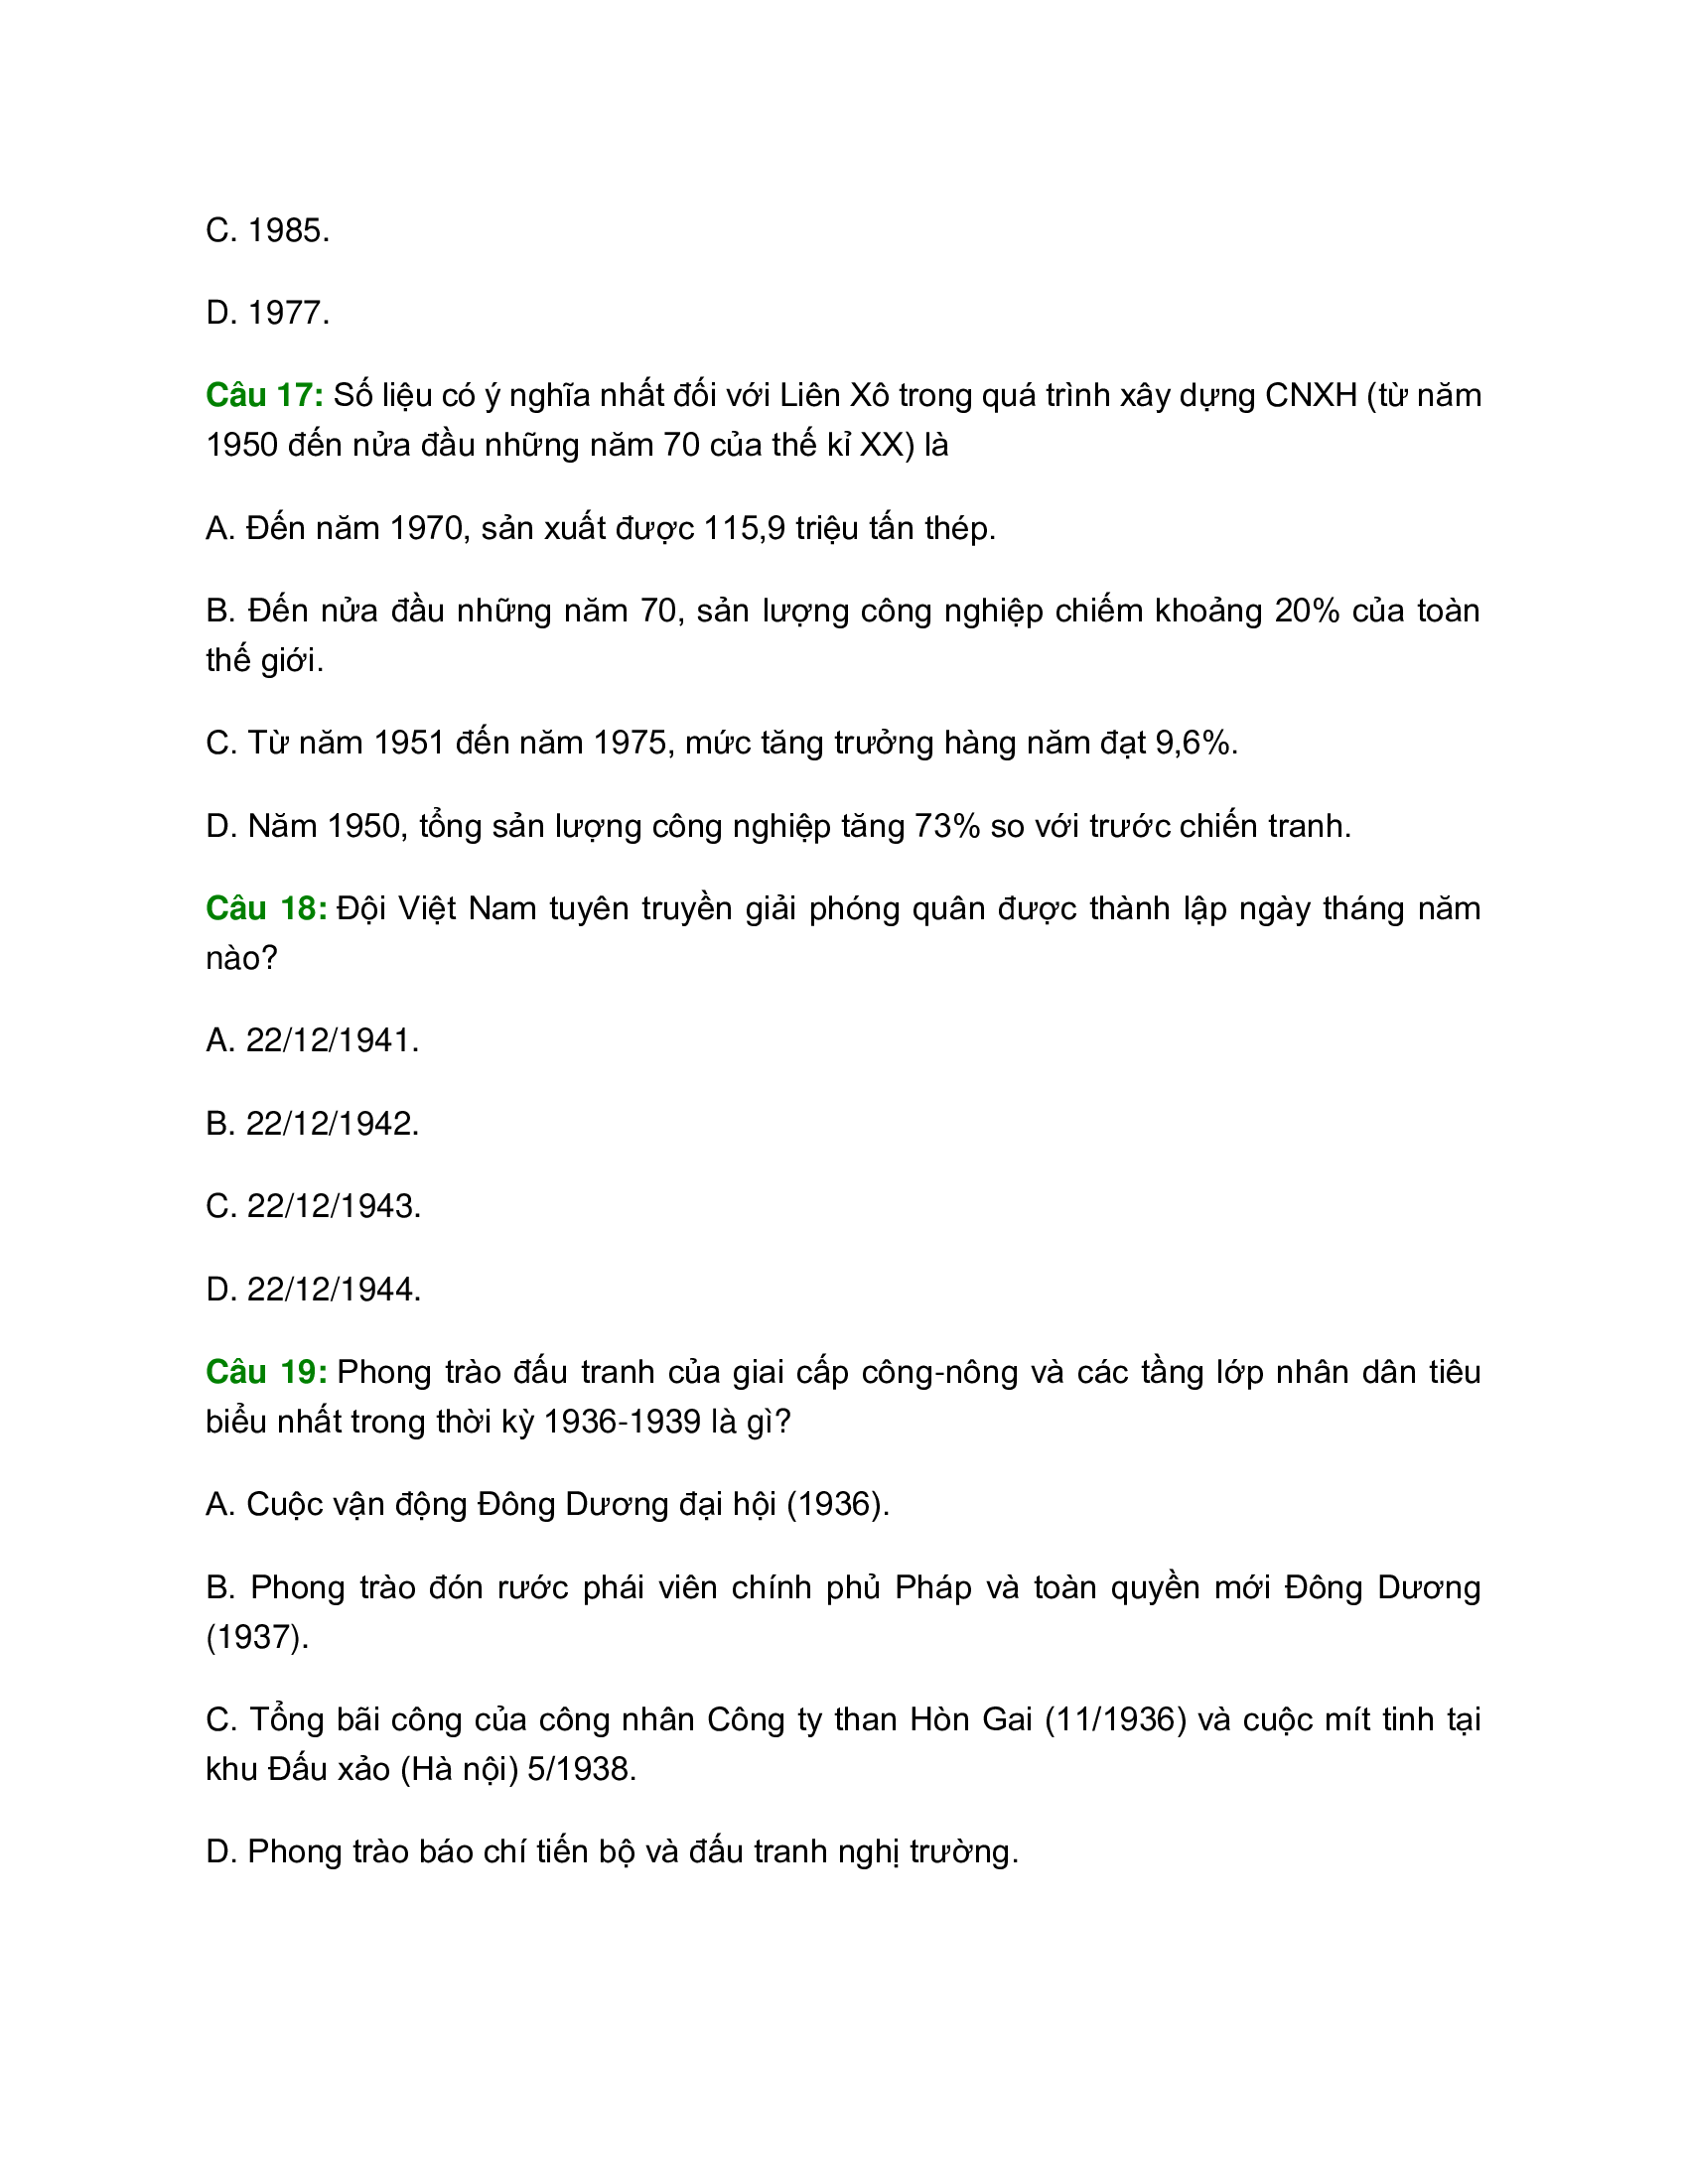 C. 1985.
D. 1977.
Câu 17: Số liệu có ý nghĩa nhất đối với Liên Xô trong quá trình xây dựng CNXH (từ năm
1950 đến nửa đầu những năm 70 của thế kỉ XX) là
A. Đến năm 1970, sản xuất được 115,9 triệu tấn thép.
B. Đến nửa đầu những năm 70, sản lượng công nghiệp chiếm khoảng 20% của toàn
thế giới.
C. Từ năm 1951 đến năm 1975, mức tăng trưởng hàng năm đạt 9,6%.
D. Năm 1950, tổng sản lượng công nghiệp tăng 73% so với trước chiến tranh.
Câu 18: Đội Việt Nam tuyên truyền giải phóng quân được thành lập ngày tháng năm
nào?
A. 22/12/1941.
B. 22/12/1942.
C. 22/12/1943.
D. 22/12/1944.
Câu 19: Phong trào đấu tranh của giai cấp công-nông và các tầng lớp nhân dân tiêu
biểu nhất trong thời kỳ 1936-1939 là gì?
A. Cuộc vận động Đông Dương đại hội (1936).
B. Phong trào đón rước phái viên chính phủ Pháp và toàn quyền mới Đông Dương
(1937).
C. Tổng bãi công của công nhân Công ty than Hòn Gai (11/1936) và cuộc mít tinh tại
khu Đấu xảo (Hà nội) 5/1938.
D. Phong trào báo chí tiến bộ và đấu tranh nghị trường.